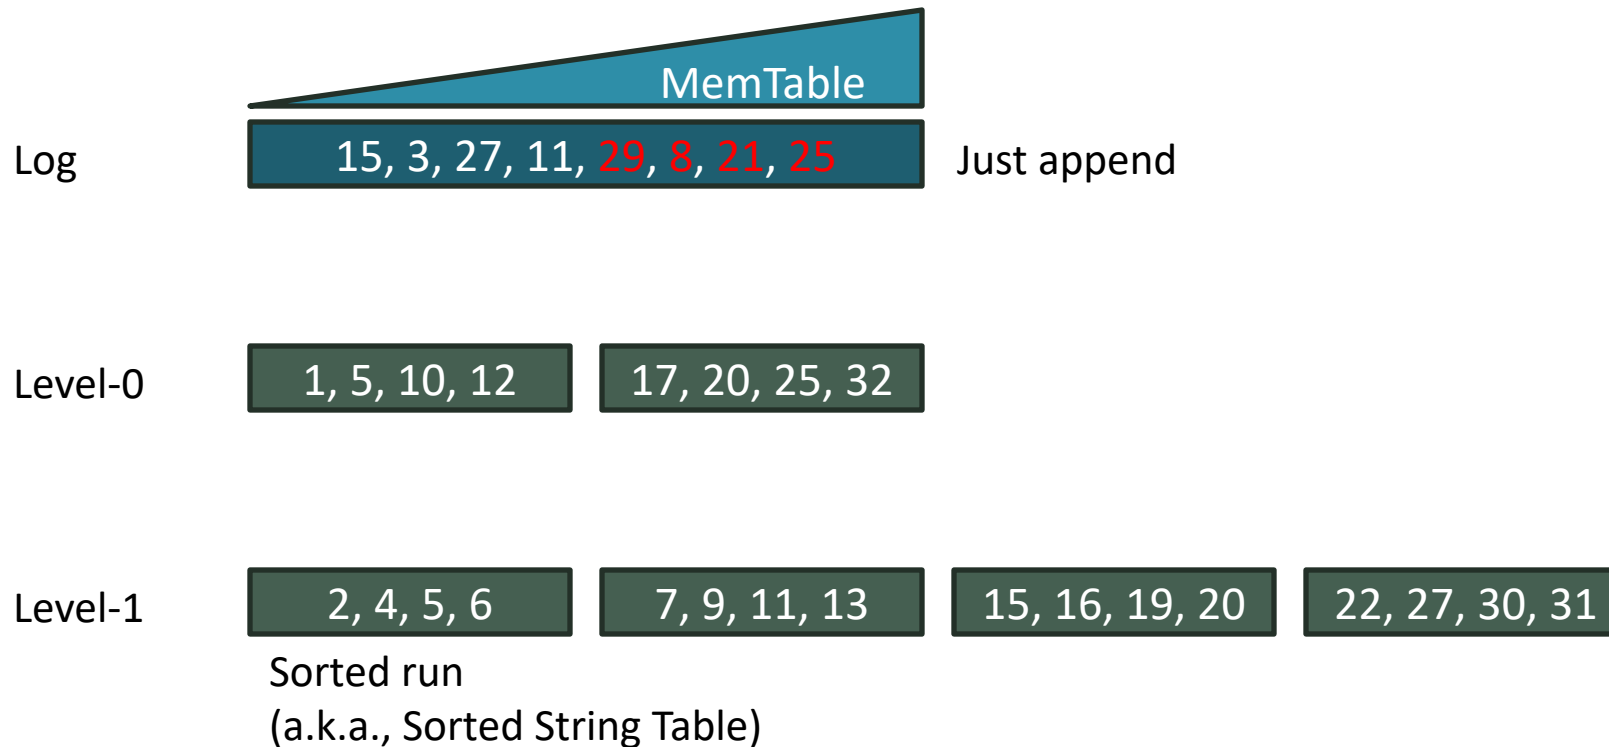 MemTable
Log 15, 3, 27, 11, 29, 8, 21, 25 Just append
Level-0 1, 5, 10, 12 17, 20, 25, 32
Level-1 2, 4, 5, 6 7, 9, 11, 13 15, 16, 19, 20 22, 27, 30, 31
Sorted run
(a.k.a., Sorted String Table)